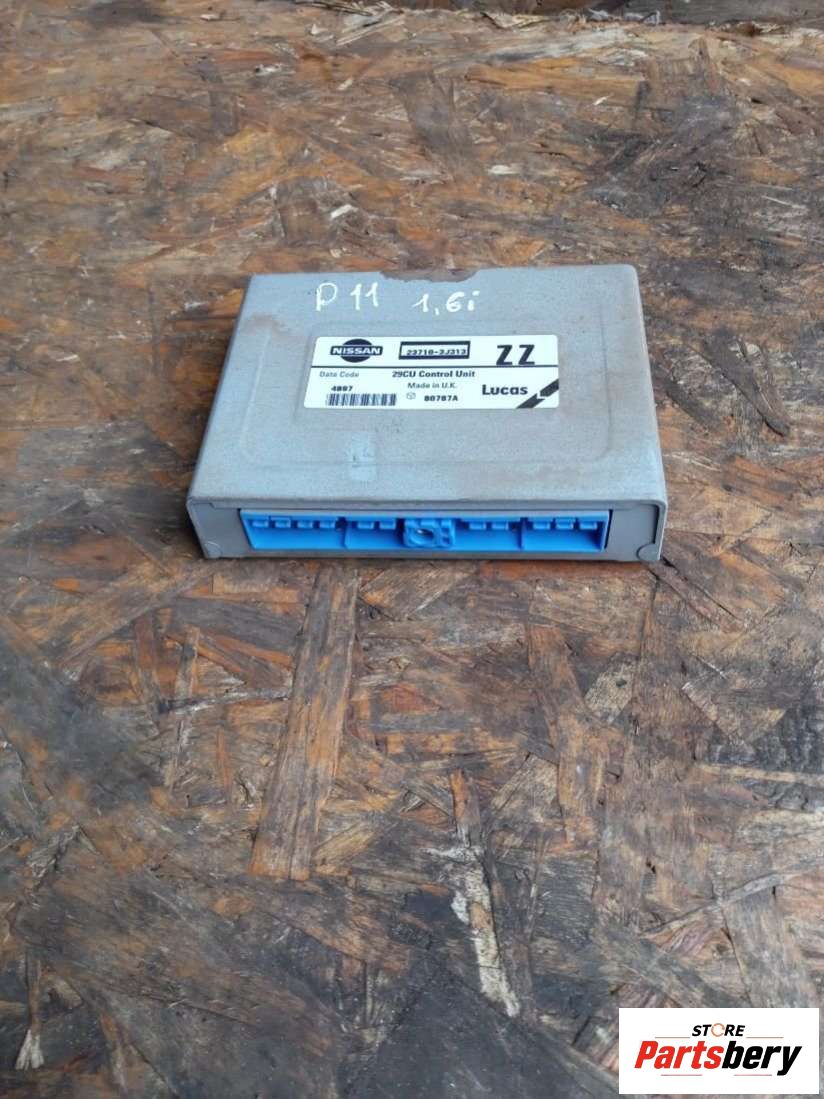 P11 1,6i
NISSAN 23710-2J313 ZZ
Date Code 29CU Control Unit
4897 Made in U.K. Lucas
80787A
STORE
Partsbery